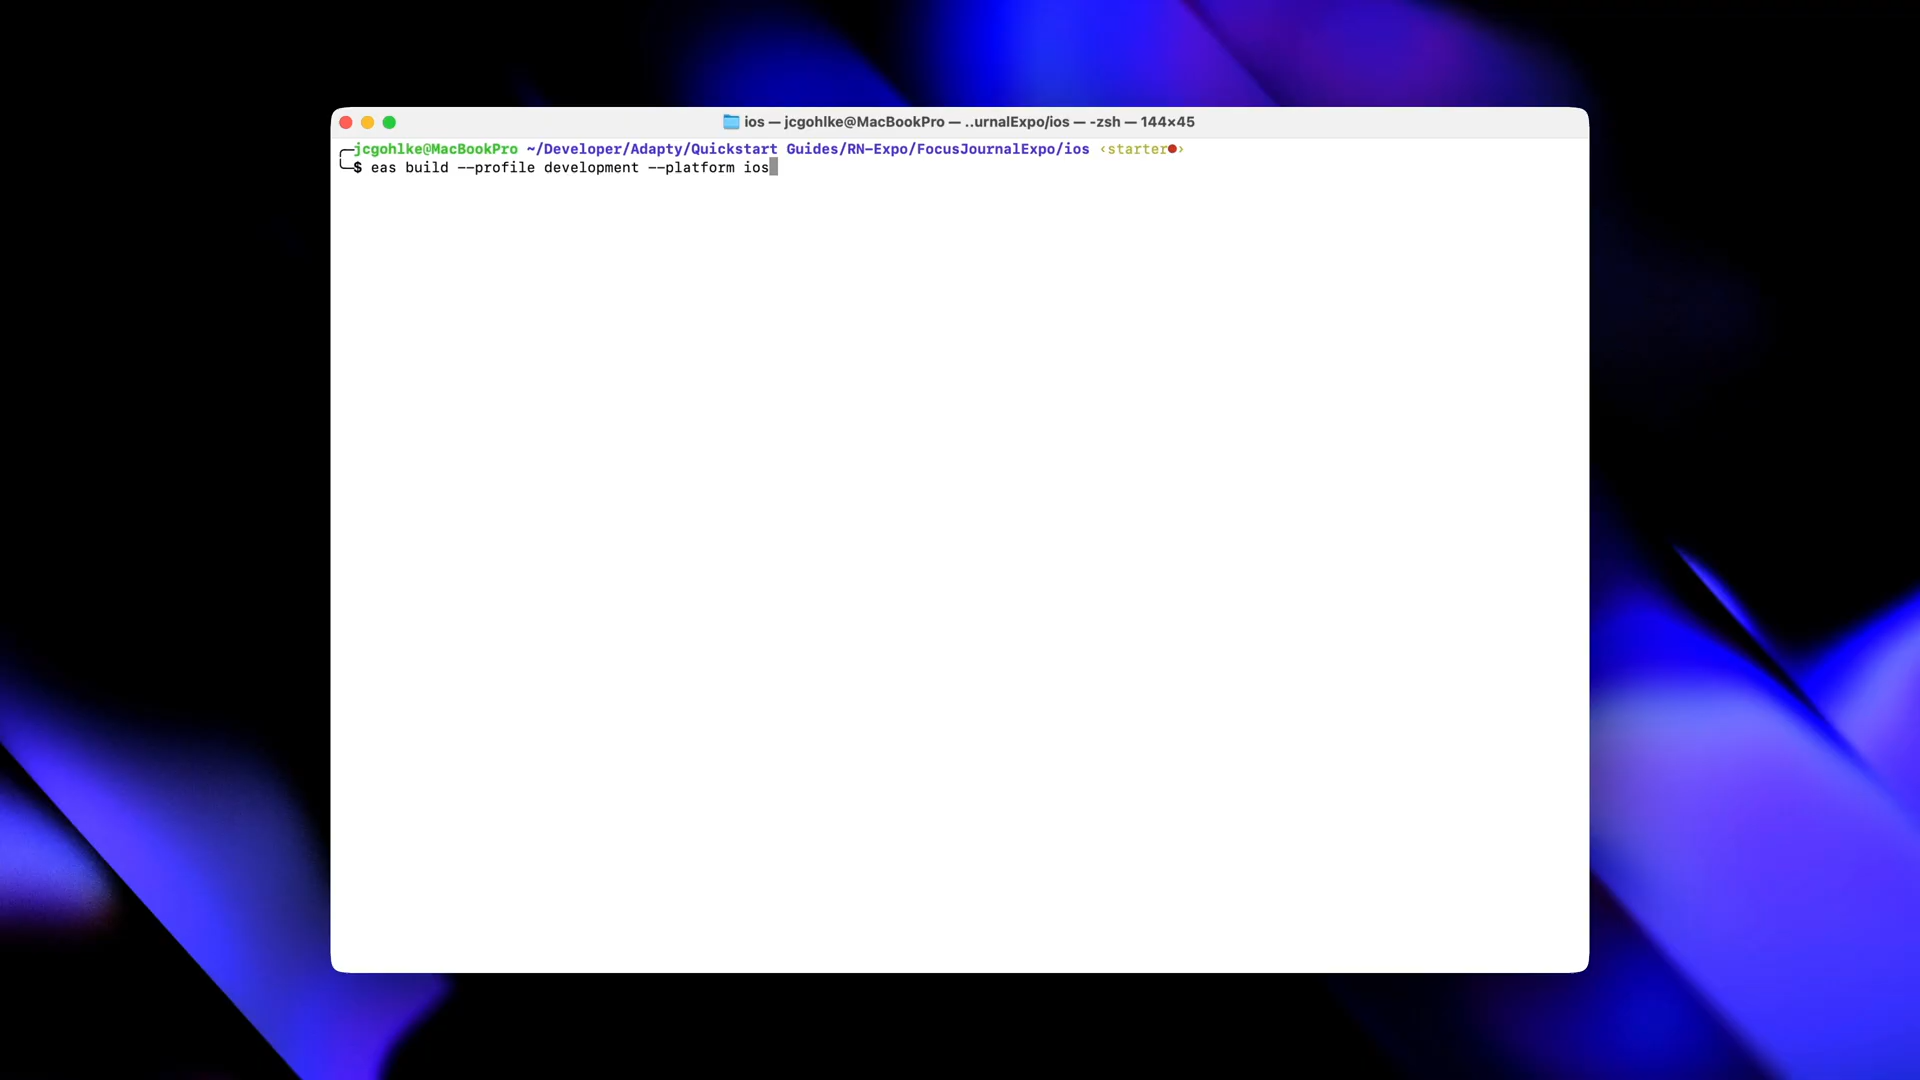 ios — jcgohlke@MacBookPro — ..urnalExpo/ios — -zsh — 144×45
jcgohlke@MacBookPro ~/Developer/Adapty/Quickstart Guides/RN-Expo/FocusJournalExpo/ios ‹starter●›
$ eas build --profile development --platform ios